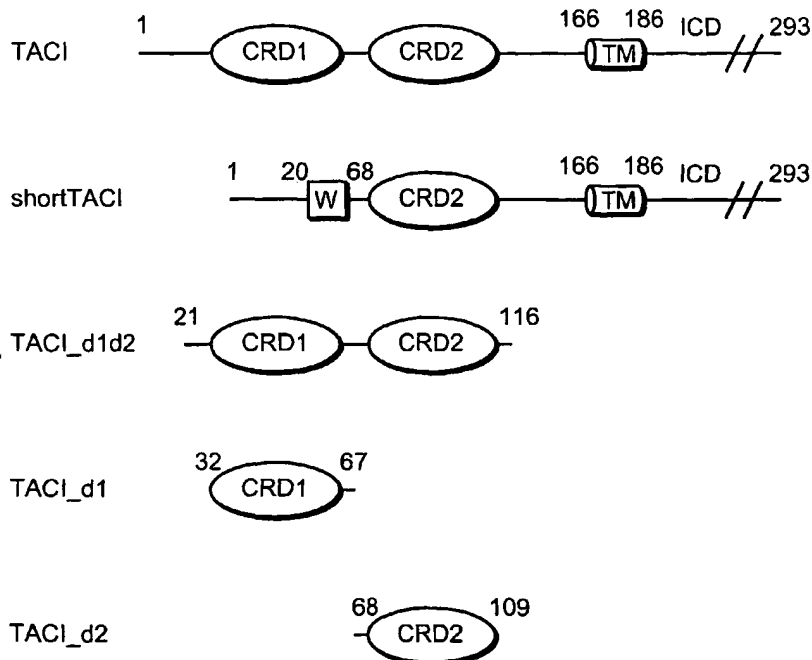 1 166 186 ICD 293
TACI CRD1 CRD2 TM
1 20 68 166 186 ICD 293
shortTACI W CRD2 TM
21 116
TACI_d1d2 CRD1 CRD2
32 67
TACI_d1 CRD1
68 109
TACI_d2 CRD2